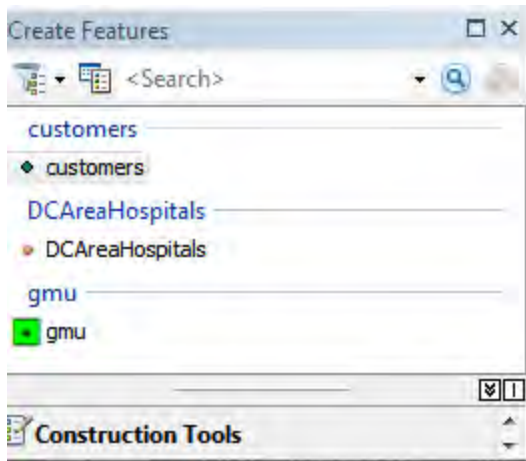 Create Features
<Search>
customers
customers
DCAreaHospitals
DCAreaHospitals
gmu
gmu
Construction Tools